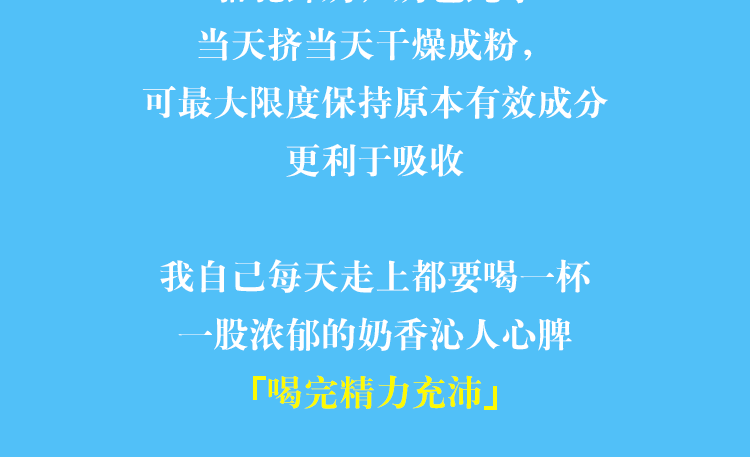 当天挤当天干燥成粉，
可最大限度保持原本有效成分
更利于吸收
我自己每天走上都要喝一杯
一股浓郁的奶香沁人心脾
「喝完精力充沛」